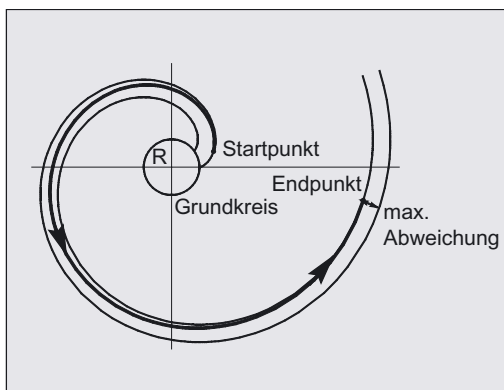 R
Startpunkt
Endpunkt
Grundkreis
max.
Abweichung